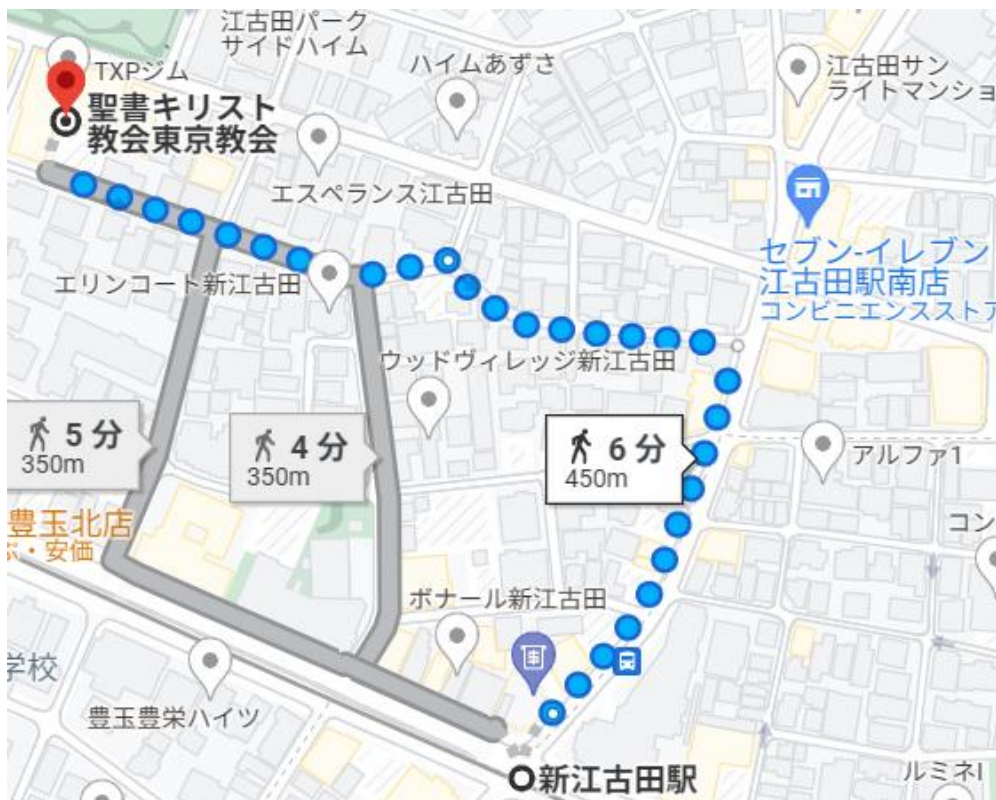 江古田パーク
サイドハイム
TXPジム
ハイムあずさ
江古田サン
ライトマンショ
聖書キリスト
教会東京教会
エスペランス江古田
セブン-イレブン
江古田駅南店
コンビニエンスストア
エリンコート新江古田
ウッドヴィレッジ新江古田
5 分
350m
4 分
350m
6 分
450m
アルファ1
豊玉北店
・安価
コン
ボナール新江古田
学校
豊玉豊栄ハイツ
新江古田駅
ルミネI